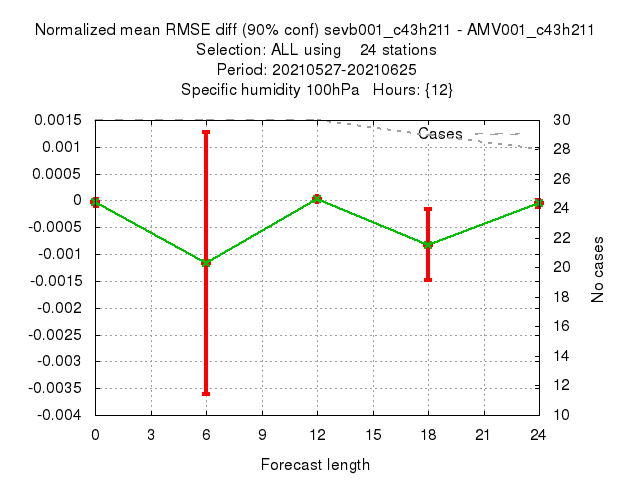 Normalized mean RMSE diff (90% conf) sevb001_c43h211 - AMV001_c43h211
Selection: ALL using    24 stations
Period: 20210527-20210625
Specific humidity 100hPa   Hours: {12}
0.0015
0.001
0.0005
0
-0.0005
-0.001
-0.0015
-0.002
-0.0025
-0.003
-0.0035
-0.004
Cases
30
28
26
24
22
20
18
16
14
12
10
No cases
0 3 6 9 12 15 18 21 24
Forecast length